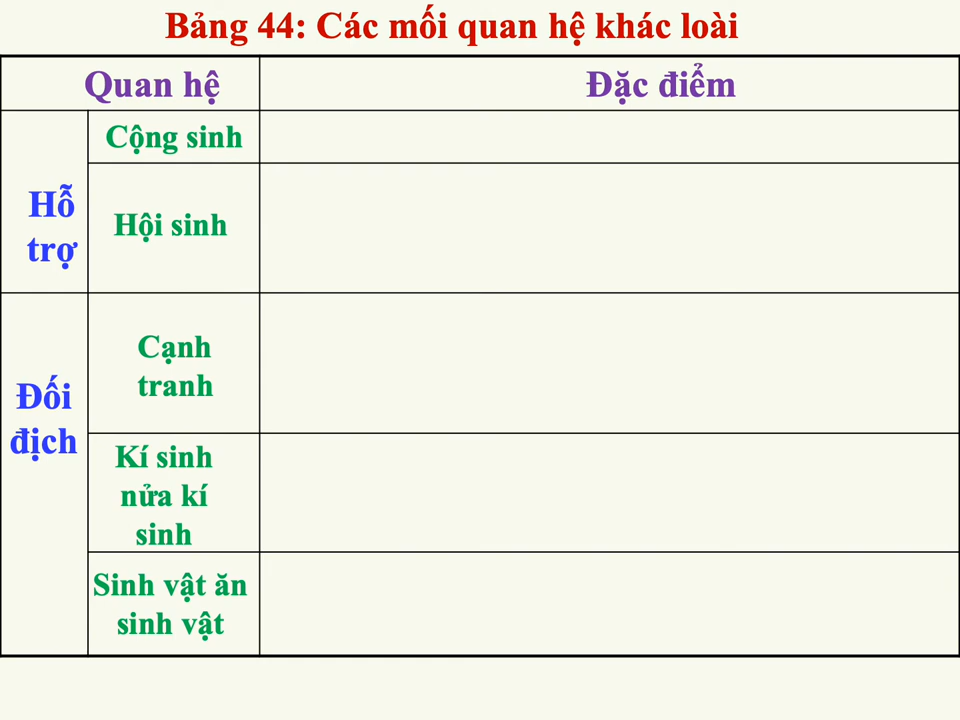 Bảng 44: Các mối quan hệ khác loài
Quan hệ
Đặc điểm
Hỗ
trợ
Cộng sinh
Hội sinh
Đối
địch
Cạnh
tranh
Kí sinh
nửa kí
sinh
Sinh vật ăn
sinh vật